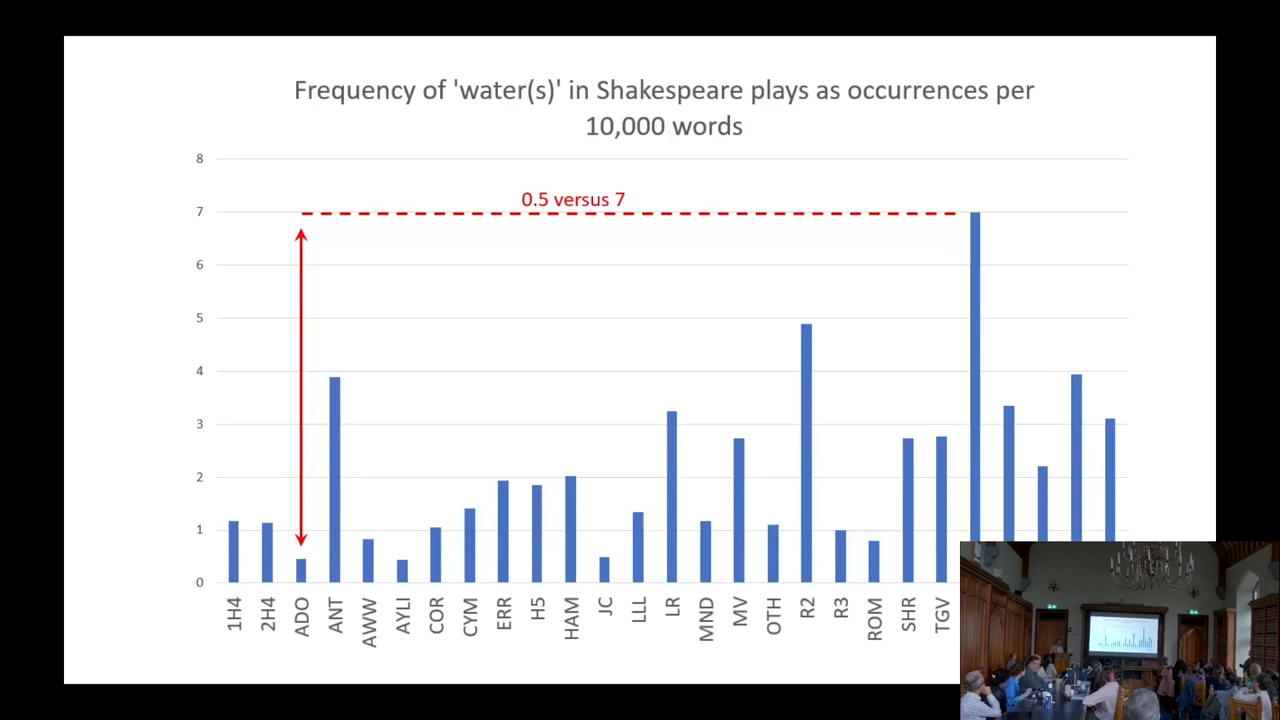 Frequency of 'water(s)' in Shakespeare plays as occurrences per
10,000 words
8
7
6
5
4
3
2
1
0
0.5 versus 7
1H4 2H4 ADO ANT AWW AYLI COR CYM ERR H5 HAM JC LLL LR MND MV OTH R2 R3 ROM SHR TGV